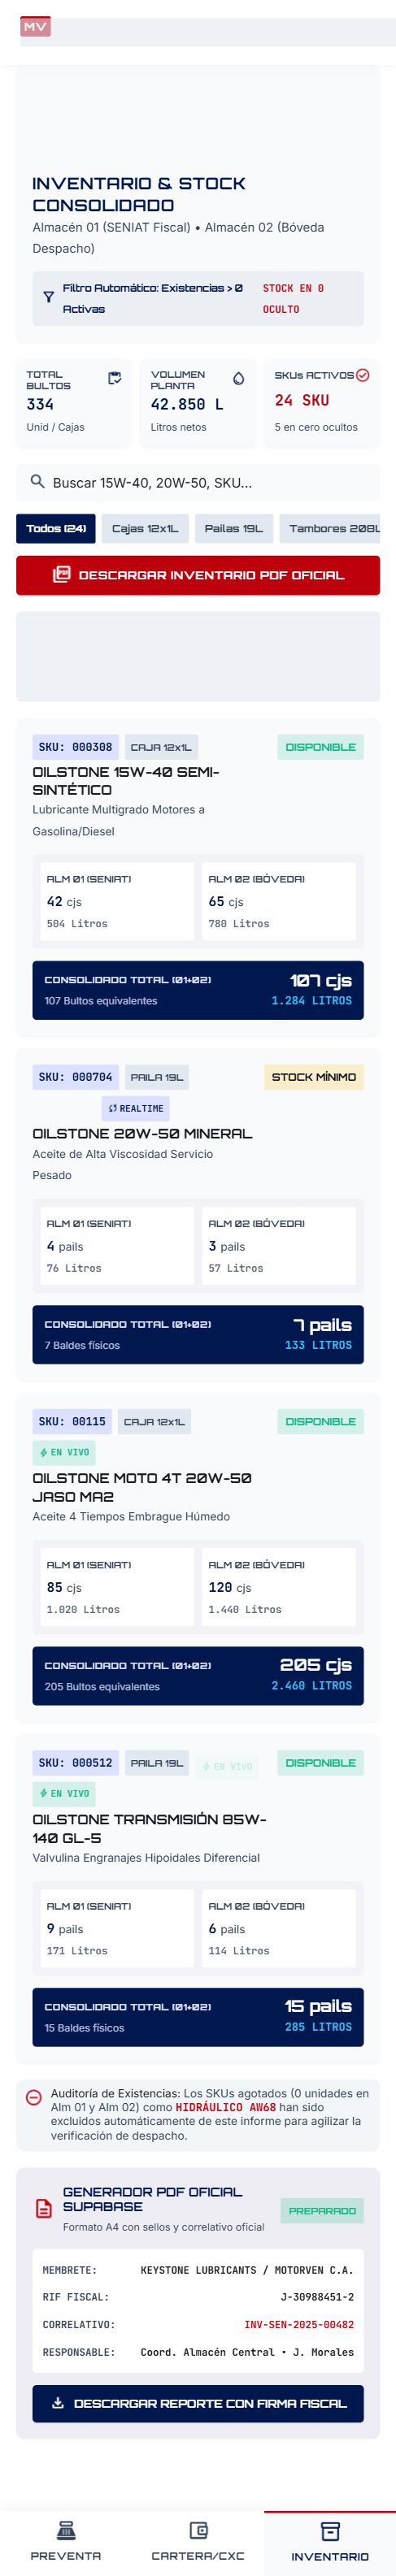 MV
INVENTARIO & STOCK
CONSOLIDADO
Almacén 01 (SENIAT Fiscal) • Almacén 02 (Bóveda
Despacho)
Filtro Automático: Existencias > 0
Activas
STOCK EN 0
OCULTO
TOTAL
BULTOS
334
Unid / Cajas
VOLUMEN
PLANTA
42.850 L
Litros netos
SKUs ACTIVOS
24 SKU
5 en cero ocultos
Buscar 15W-40, 20W-50, SKU...
Todos (24) Cajas 12x1L Pailas 19L Tambores 208L
PDF DESCARGAR INVENTARIO PDF OFICIAL
SKU: 000308 CAJA 12x1L DISPONIBLE
OILSTONE 15W-40 SEMI-
SINTÉTICO
Lubricante Multigrado Motores a
Gasolina/Diesel
ALM 01 (SENIAT) ALM 02 (BÓVEDA)
42 cjs 65 cjs
504 Litros 780 Litros
CONSOLIDADO TOTAL (01+02) 107 cjs
107 Bultos equivalentes 1.284 LITROS
SKU: 000704 PAILA 19L STOCK MÍNIMO
REALTIME
OILSTONE 20W-50 MINERAL
Aceite de Alta Viscosidad Servicio
Pesado
ALM 01 (SENIAT) ALM 02 (BÓVEDA)
4 pails 3 pails
76 Litros 57 Litros
CONSOLIDADO TOTAL (01+02) 7 pails
7 Baldes físicos 133 LITROS
SKU: 00115 CAJA 12x1L DISPONIBLE
EN VIVO
OILSTONE MOTO 4T 20W-50
JASO MA2
Aceite 4 Tiempos Embrague Húmedo
ALM 01 (SENIAT) ALM 02 (BÓVEDA)
85 cjs 120 cjs
1.020 Litros 1.440 Litros
CONSOLIDADO TOTAL (01+02) 205 cjs
205 Bultos equivalentes 2.460 LITROS
SKU: 000512 PAILA 19L EN VIVO DISPONIBLE
EN VIVO
OILSTONE TRANSMISIÓN 85W-
140 GL-5
Valvulina Engranajes Hipoidales Diferencial
ALM 01 (SENIAT) ALM 02 (BÓVEDA)
9 pails 6 pails
171 Litros 114 Litros
CONSOLIDADO TOTAL (01+02) 15 pails
15 Baldes físicos 285 LITROS
Auditoría de Existencias: Los SKUs agotados (0 unidades en
Alm 01 y Alm 02) como HIDRÁULICO AW68 han sido
excluidos automáticamente de este informe para agilizar la
verificación de despacho.
GENERADOR PDF OFICIAL
SUPABASE
Formato A4 con sellos y correlativo oficial
PREPARADO
MEMBRETE: KEYSTONE LUBRICANTS / MOTORVEN C.A.
RIF FISCAL: J-30988451-2
CORRELATIVO: INV-SEN-2025-00482
RESPONSABLE: Coord. Almacén Central • J. Morales
DESCARGAR REPORTE CON FIRMA FISCAL
PREVENTA CARTERA/CXC INVENTARIO